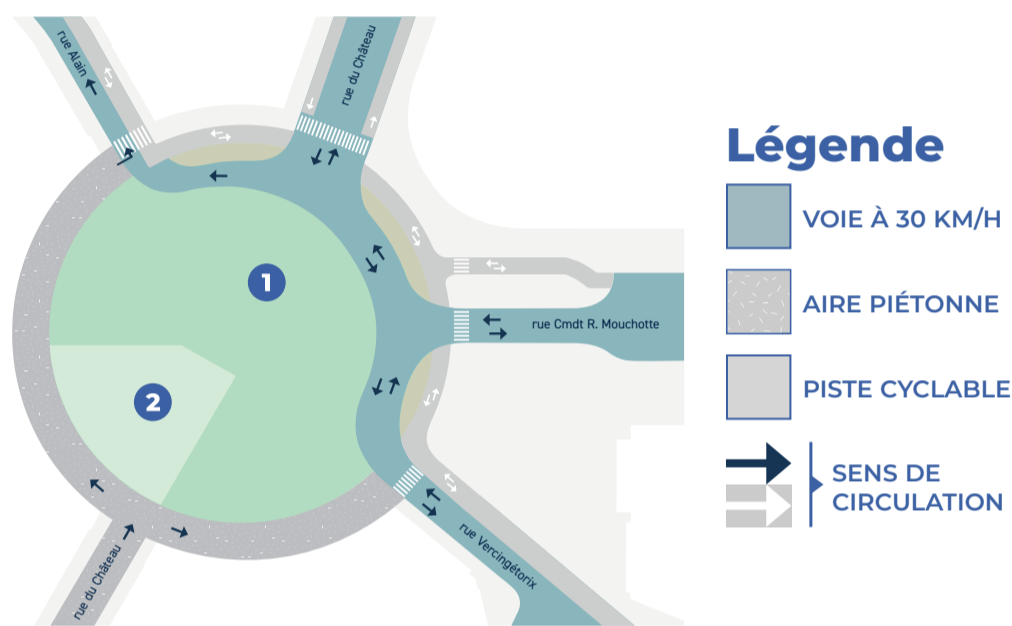 rue Alain
rue du Château
1
rue Cmdt R. Mouchotte
2
rue Vercingétorix
rue du Château
Légende
VOIE À 30 KM/H
AIRE PIÉTONNE
PISTE CYCLABLE
SENS DE
CIRCULATION